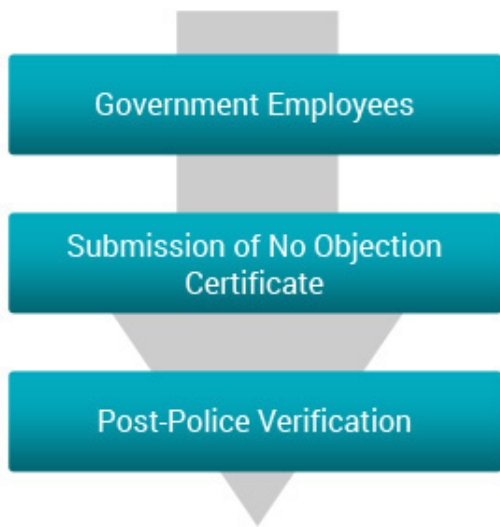 Government Employees
Submission of No Objection
Certificate
Post-Police Verification